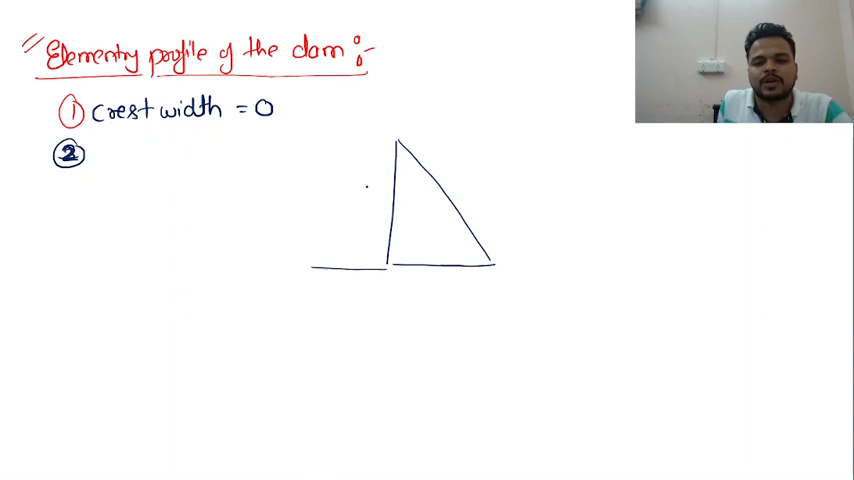 Elementry profile of the dam :-
① Crest width = 0
②